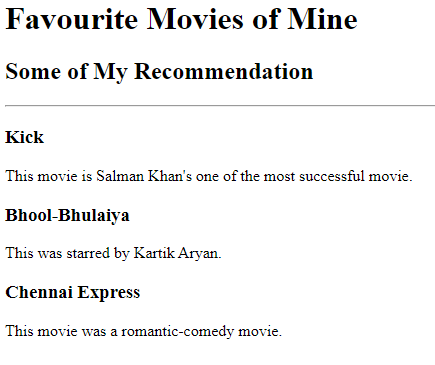 Favourite Movies of Mine
Some of My Recommendation
Kick
This movie is Salman Khan's one of the most successful movie.
Bhool-Bhulaiya
This was starred by Kartik Aryan.
Chennai Express
This movie was a romantic-comedy movie.